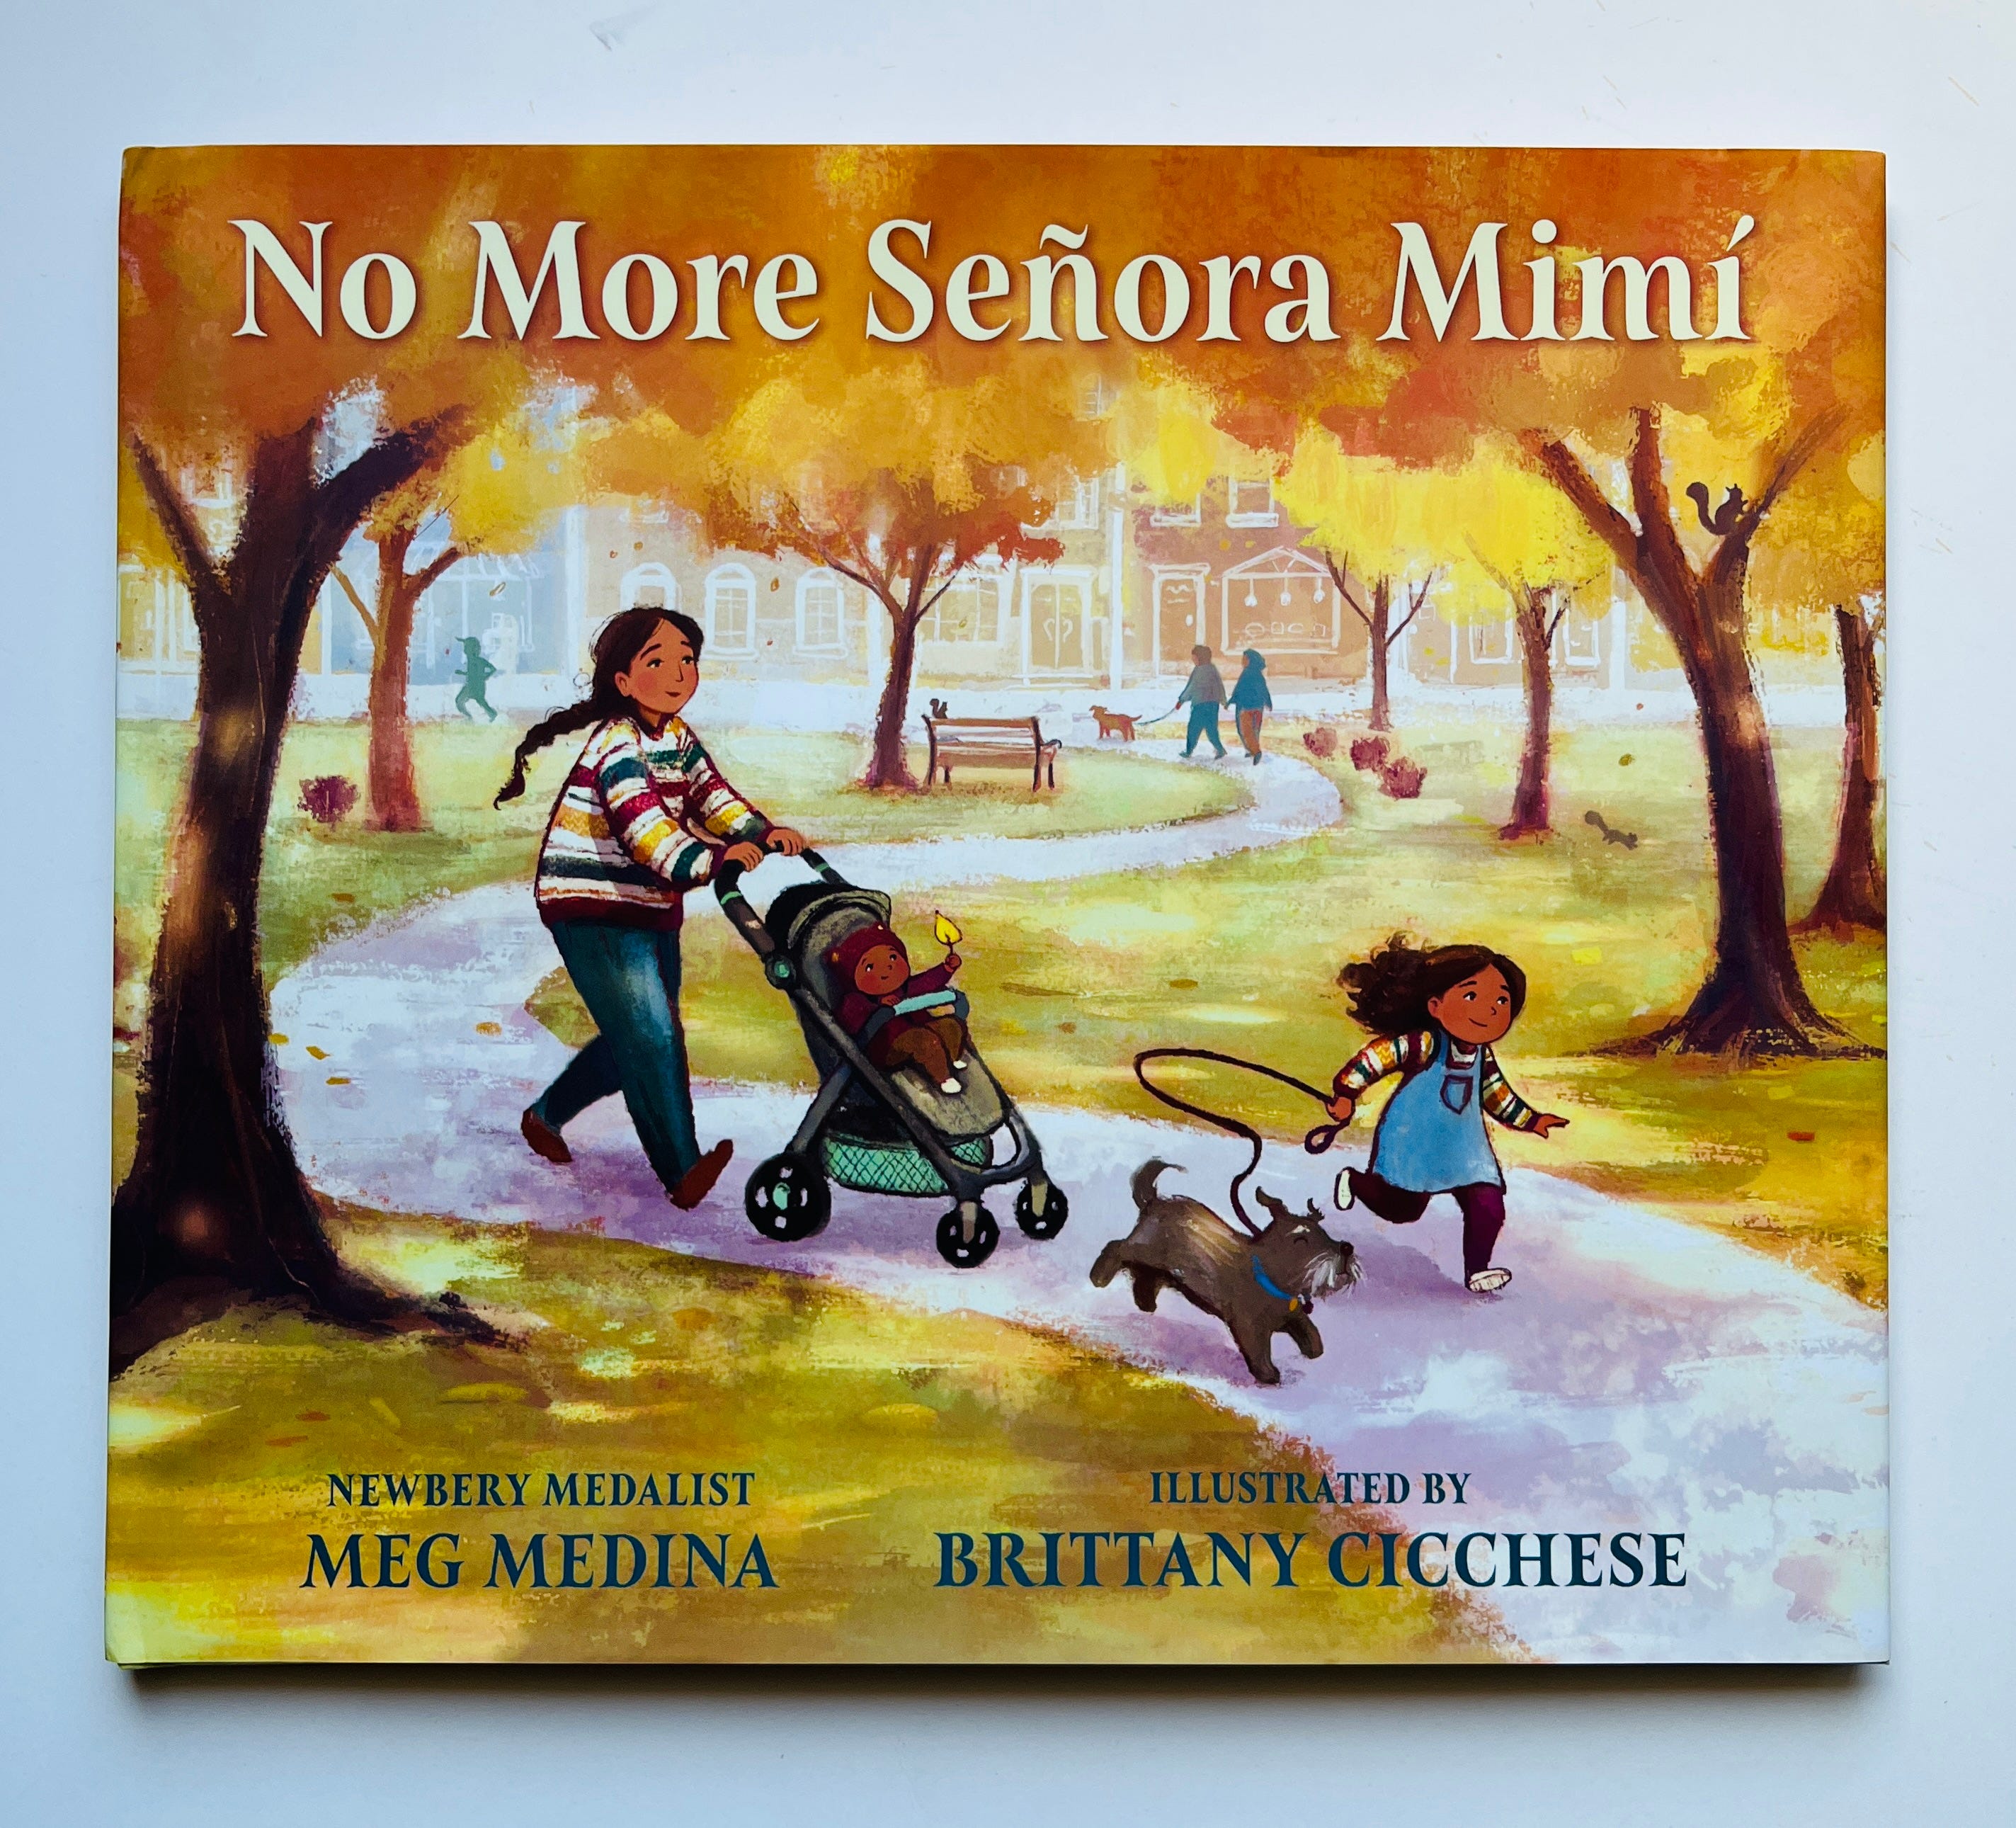 No More Señora Mimí
NEWBERY MEDALIST
MEG MEDINA
ILLUSTRATED BY
BRITTANY CICCHESE